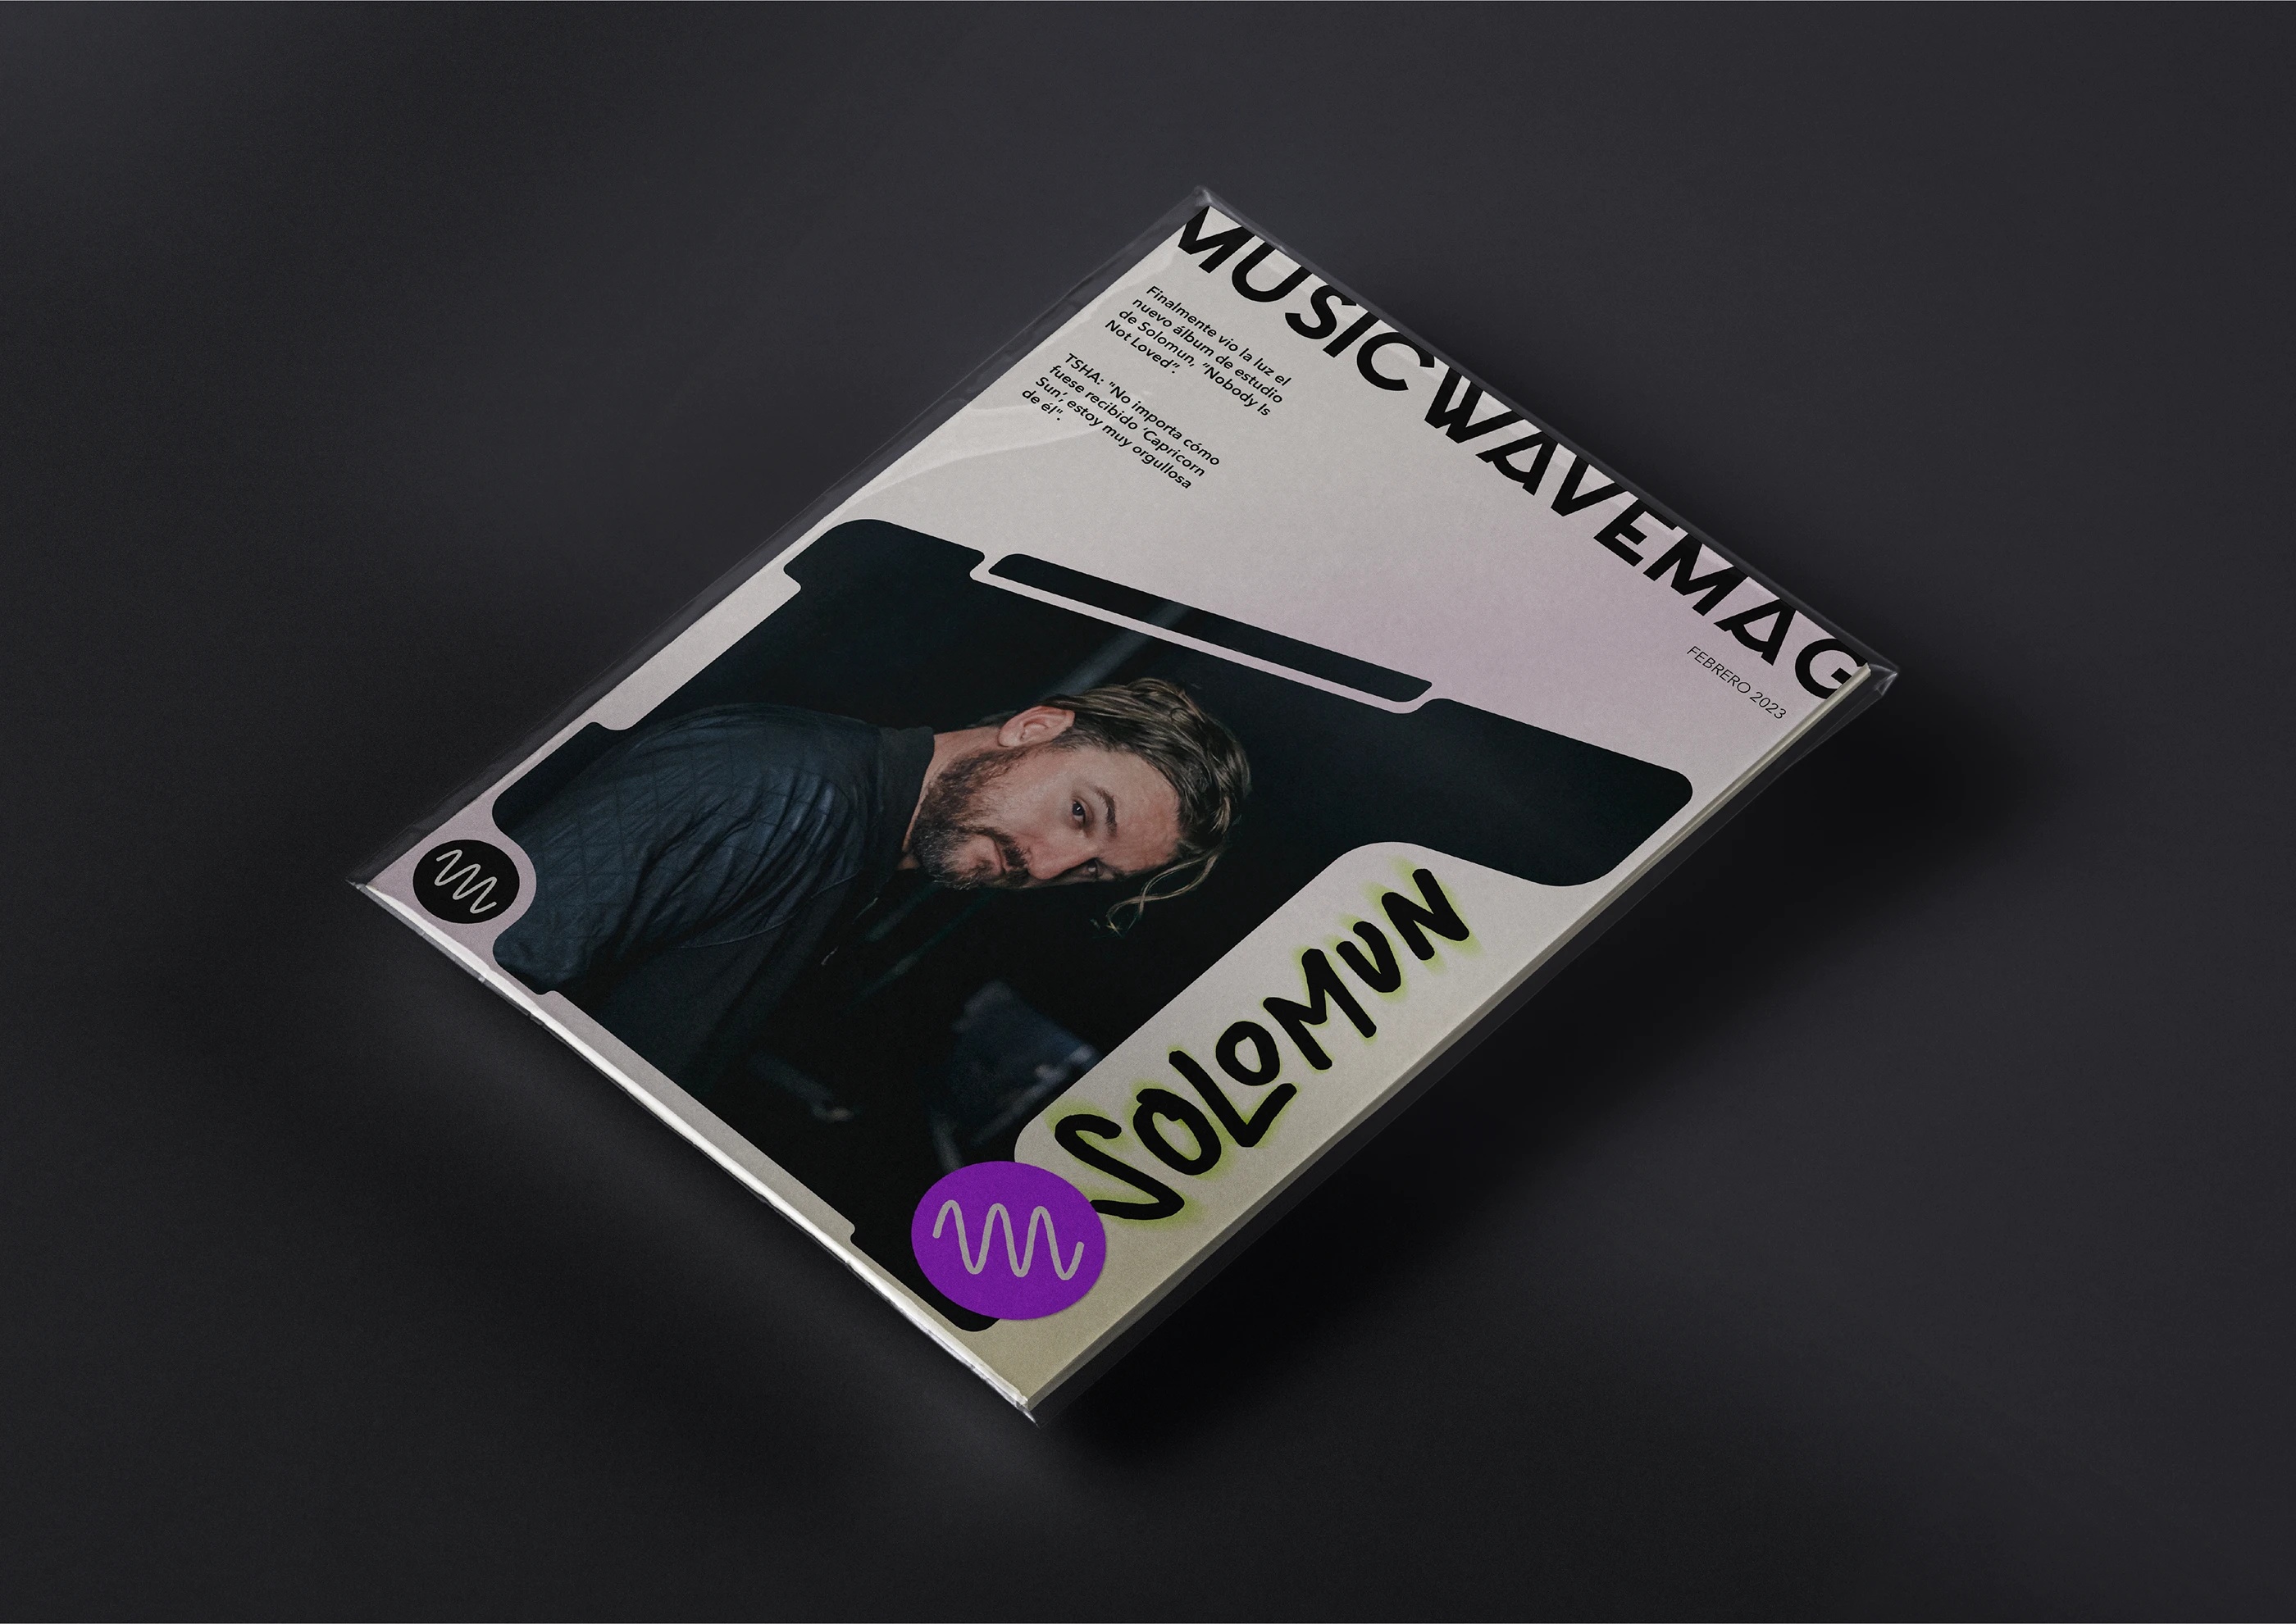 MUSICWAVEMAG
FEBRERO 2023
Finalmente vio la luz el
nuevo álbum de estudio
de Solomun, "Nobody Is
Not Loved".
TSHA: "No importa cómo
fuese recibido 'Capricorn
Sun', estoy muy orgullosa
de él".
SOLOMUN